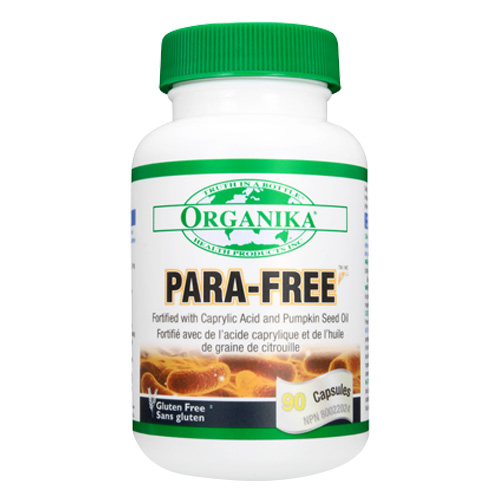 TRUTH IN A BOTTLE
ORGANIKA®
HEALTH PRODUCTS INC.
PARA-FREE
Fortified with Caprylic Acid and Pumpkin Seed Oil
Fortifié avec de l'acide caprylique et de l'huile
de graine de citrouille
90 Capsules
Gluten Free
Sans gluten